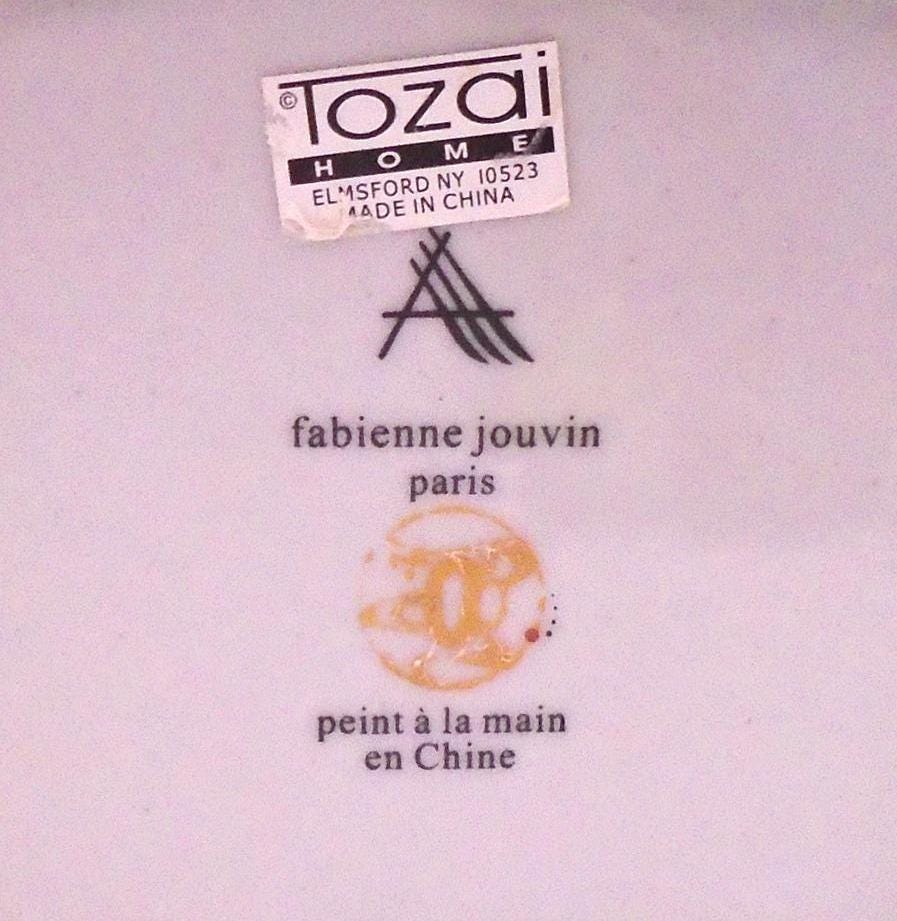 © Tozai
HOME
ELMSFORD NY 10523
MADE IN CHINA
fabienne jouvin
paris
peint à la main
en Chine